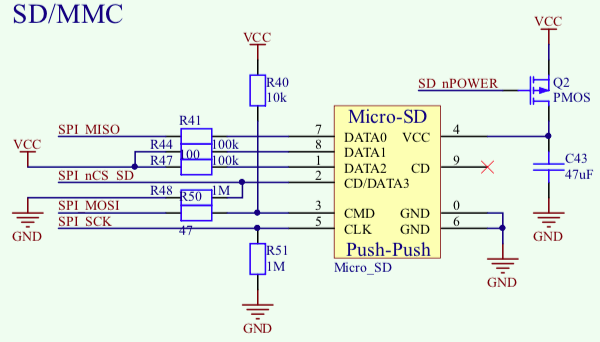 SD/MMC
VCC
VCC
R40
10k
SD_nPOWER
Q2
PMOS
Micro-SD
SPI_MISO
R41
7
DATA0
VCC
4
VCC
R44
100
100k
8
DATA1
R47
100k
1
DATA2
CD
9
C43
47uF
SPI_nCS_SD
2
CD/DATA3
R48
1M
R50
SPI_MOSI
3
CMD
GND
0
SPI_SCK
5
CLK
GND
6
GND
47
GND
R51
1M
Push-Push
Micro_SD
GND
GND